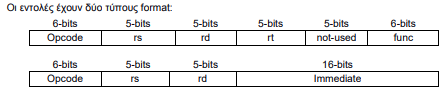 Οι εντολές έχουν δύο τύπους format:
6-bits 5-bits 5-bits 5-bits 5-bits 6-bits
Opcode rs rd rt not-used func
6-bits 5-bits 5-bits 16-bits
Opcode rs rd Immediate